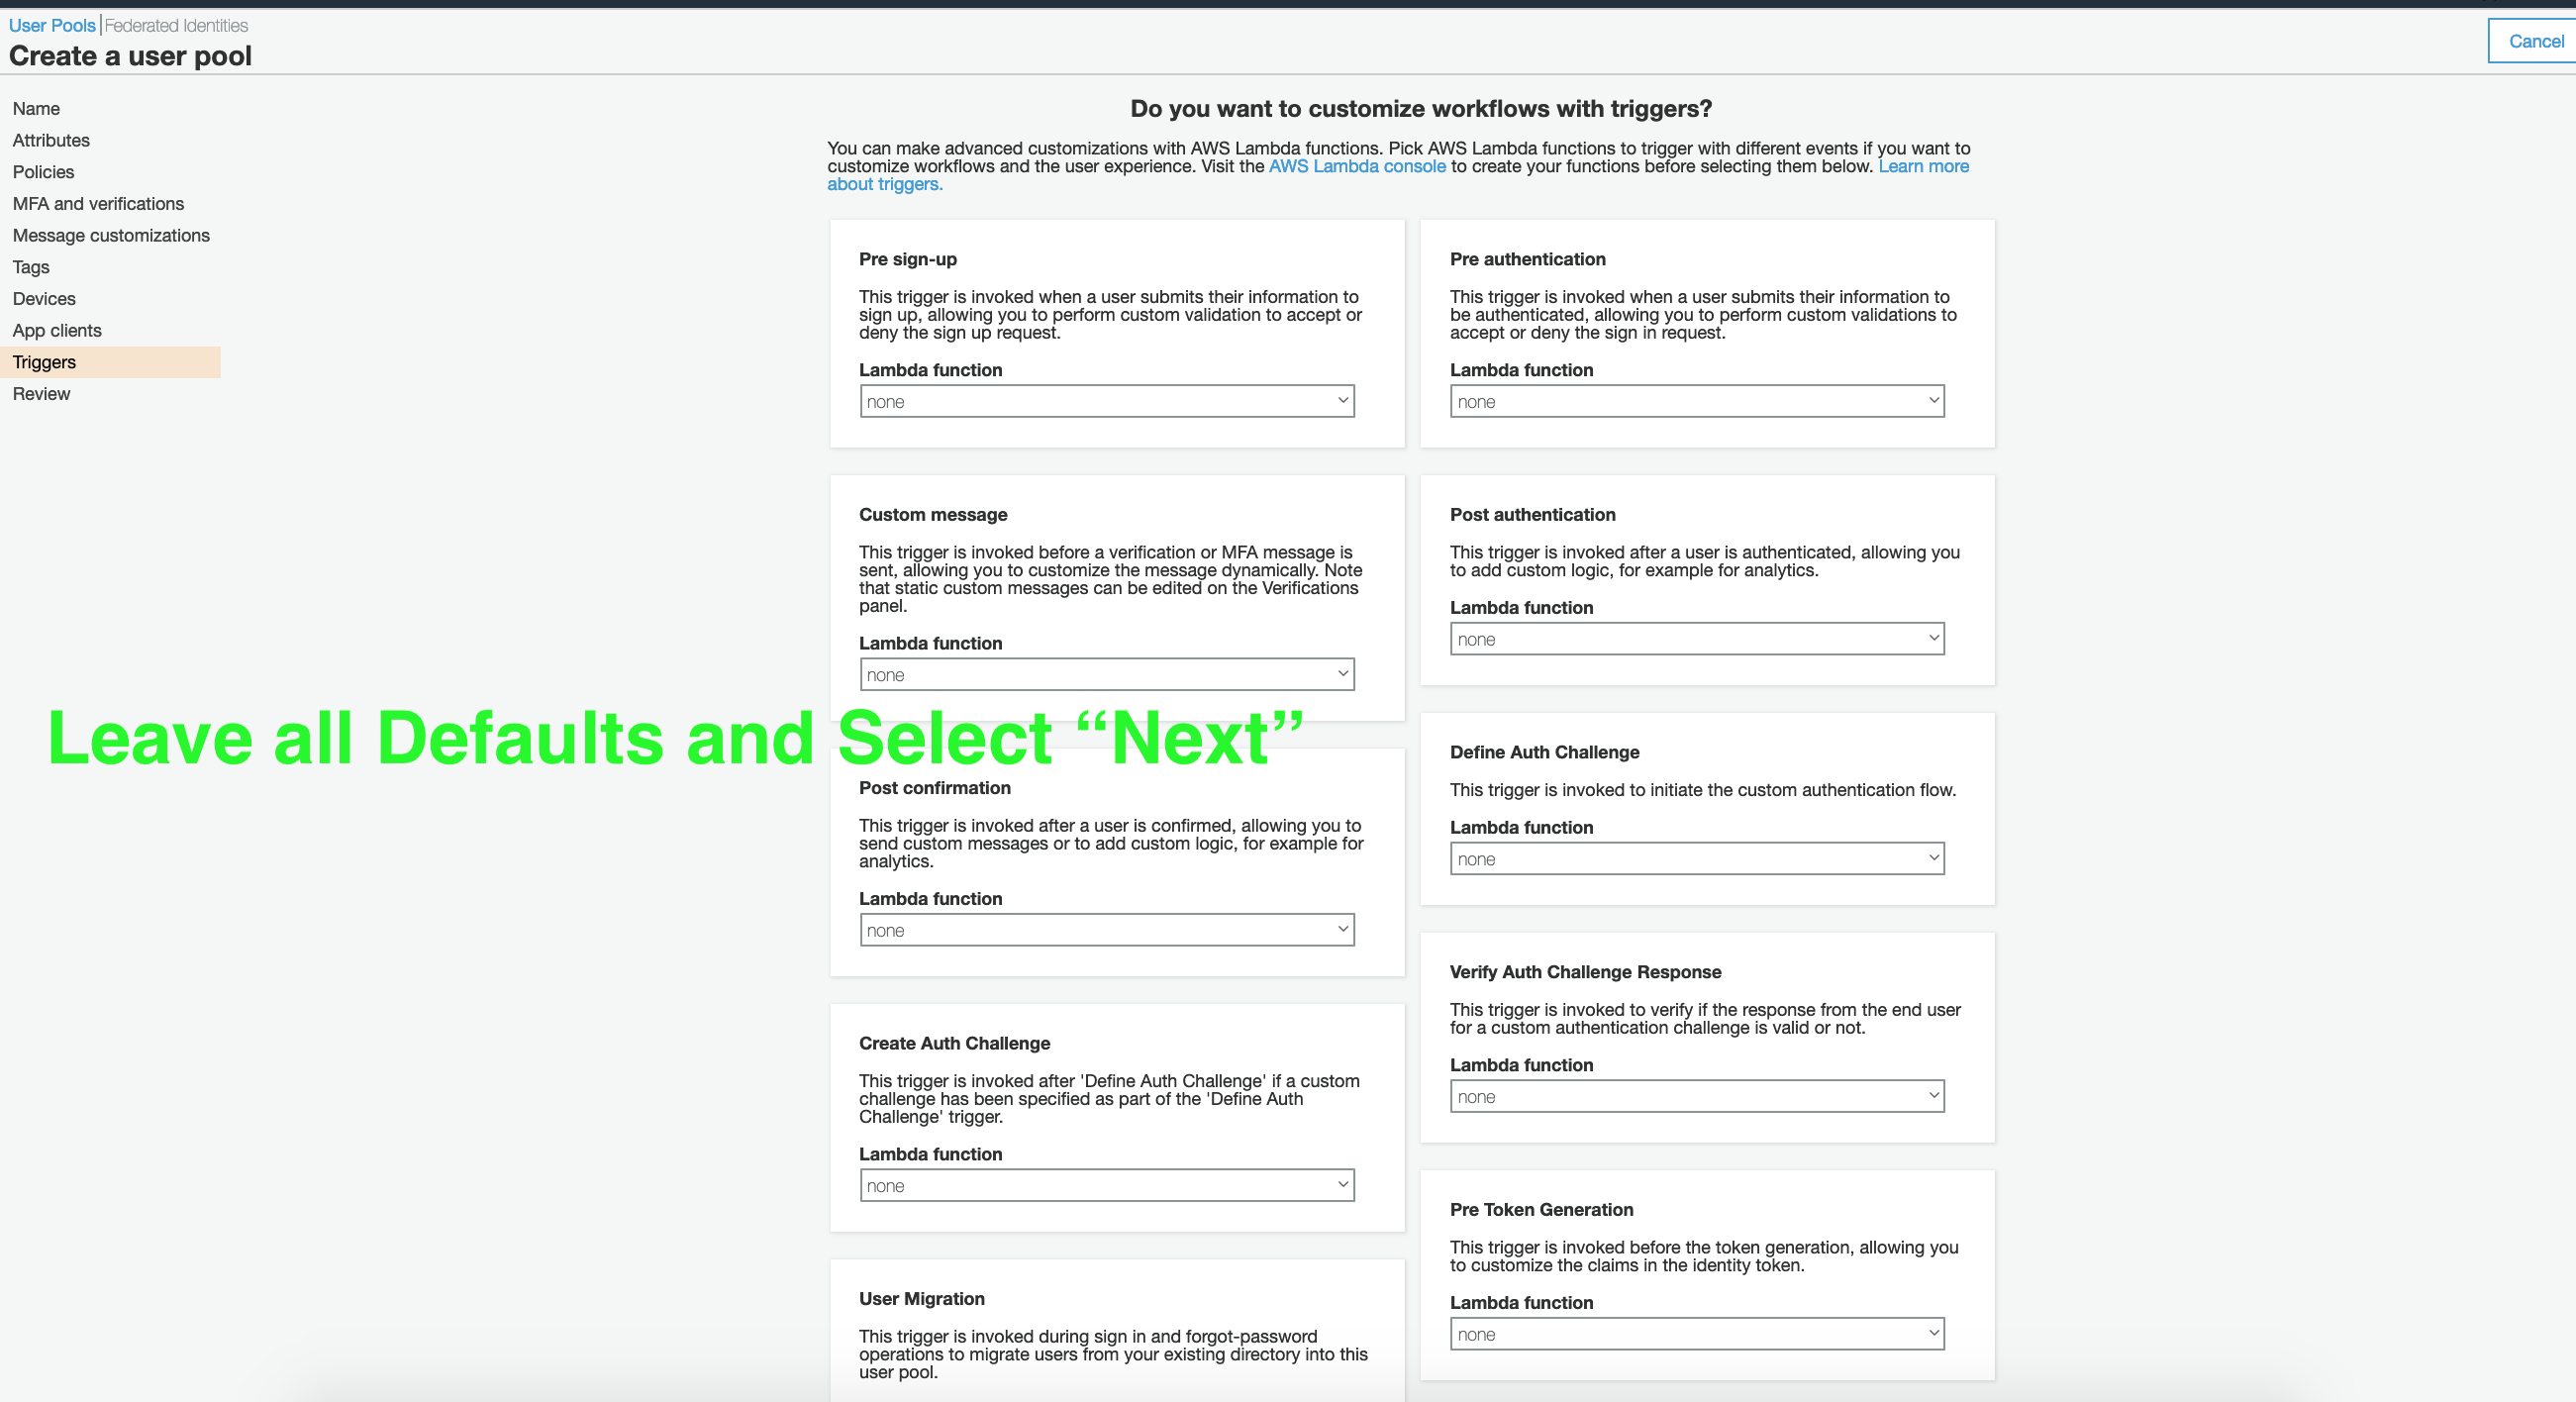 User Pools | Federated Identities
Create a user pool
Cancel
Name
Attributes
Policies
MFA and verifications
Message customizations
Tags
Devices
App clients
Triggers
Review
Do you want to customize workflows with triggers?
You can make advanced customizations with AWS Lambda functions. Pick AWS Lambda functions to trigger with different events if you want to
customize workflows and the user experience. Visit the AWS Lambda console to create your functions before selecting them below. Learn more
about triggers.
Pre sign-up
This trigger is invoked when a user submits their information to
sign up, allowing you to perform custom validation to accept or
deny the sign up request.
Lambda function
none
Pre authentication
This trigger is invoked when a user submits their information to
be authenticated, allowing you to perform custom validations to
accept or deny the sign in request.
Lambda function
none
Custom message
This trigger is invoked before a verification or MFA message is
sent, allowing you to customize the message dynamically. Note
that static custom messages can be edited on the Verifications
panel.
Lambda function
none
Post authentication
This trigger is invoked after a user is authenticated, allowing you
to add custom logic, for example for analytics.
Lambda function
none
Leave all Defaults and Select “Next”
Post confirmation
This trigger is invoked after a user is confirmed, allowing you to
send custom messages or to add custom logic, for example for
analytics.
Lambda function
none
Define Auth Challenge
This trigger is invoked to initiate the custom authentication flow.
Lambda function
none
Create Auth Challenge
This trigger is invoked after 'Define Auth Challenge' if a custom
challenge has been specified as part of the 'Define Auth
Challenge' trigger.
Lambda function
none
Verify Auth Challenge Response
This trigger is invoked to verify if the response from the end user
for a custom authentication challenge is valid or not.
Lambda function
none
User Migration
This trigger is invoked during sign in and forgot-password
operations to migrate users from your existing directory into this
user pool.
Pre Token Generation
This trigger is invoked before the token generation, allowing you
to customize the claims in the identity token.
Lambda function
none